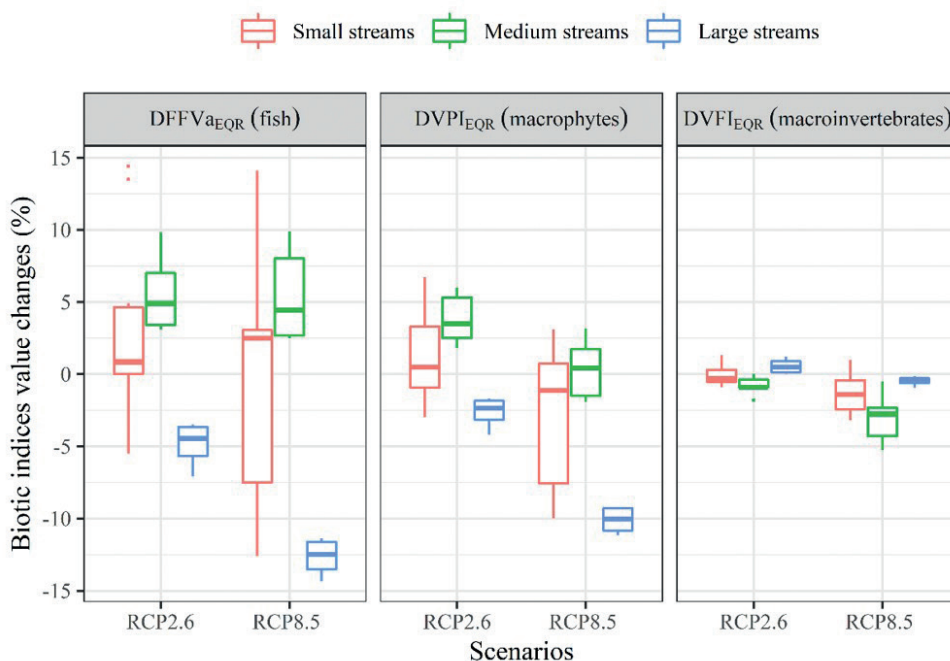 Small streams Medium streams Large streams
DFFVaEQR (fish) DVPIEQR (macrophytes) DVFIEQR (macroinvertebrates)
Biotic indices value changes (%)
15
10
5
0
-5
-10
-15
RCP2.6 RCP8.5 RCP2.6 RCP8.5 RCP2.6 RCP8.5
Scenarios